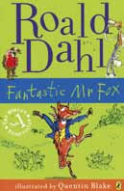 Roald
Dahl
Fantastic Mr Fox
illustrated by Quentin Blake